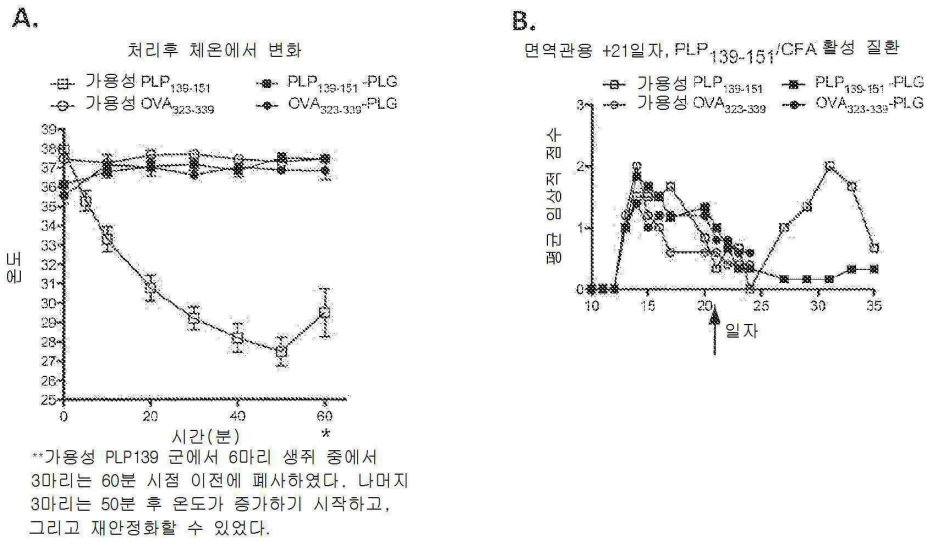 A.
처리후 체온에서 변화
가용성 PLP139-151
PLP139-151-PLG
가용성 OVA323-339
OVA323-339-PLG
39
38
37
36
35
34
33
32
31
30
29
28
27
26
25
온도
0 20 40 60
시간(분) *
**가용성 PLP139 군에서 6마리 생쥐 중에서
3마리는 60분 시점 이전에 폐사하였다. 나머지
3마리는 50분 후 온도가 증가하기 시작하고,
그리고 재안정화할 수 있었다.
B.
면역관용 +21일자, PLP139-151/CFA 활성 질환
가용성 PLP139-151
PLP139-151-PLG
가용성 OVA323-339
OVA323-339-PLG
평균 임상적 점수
3
2
1
0
10 15 20 25 30 35
일자